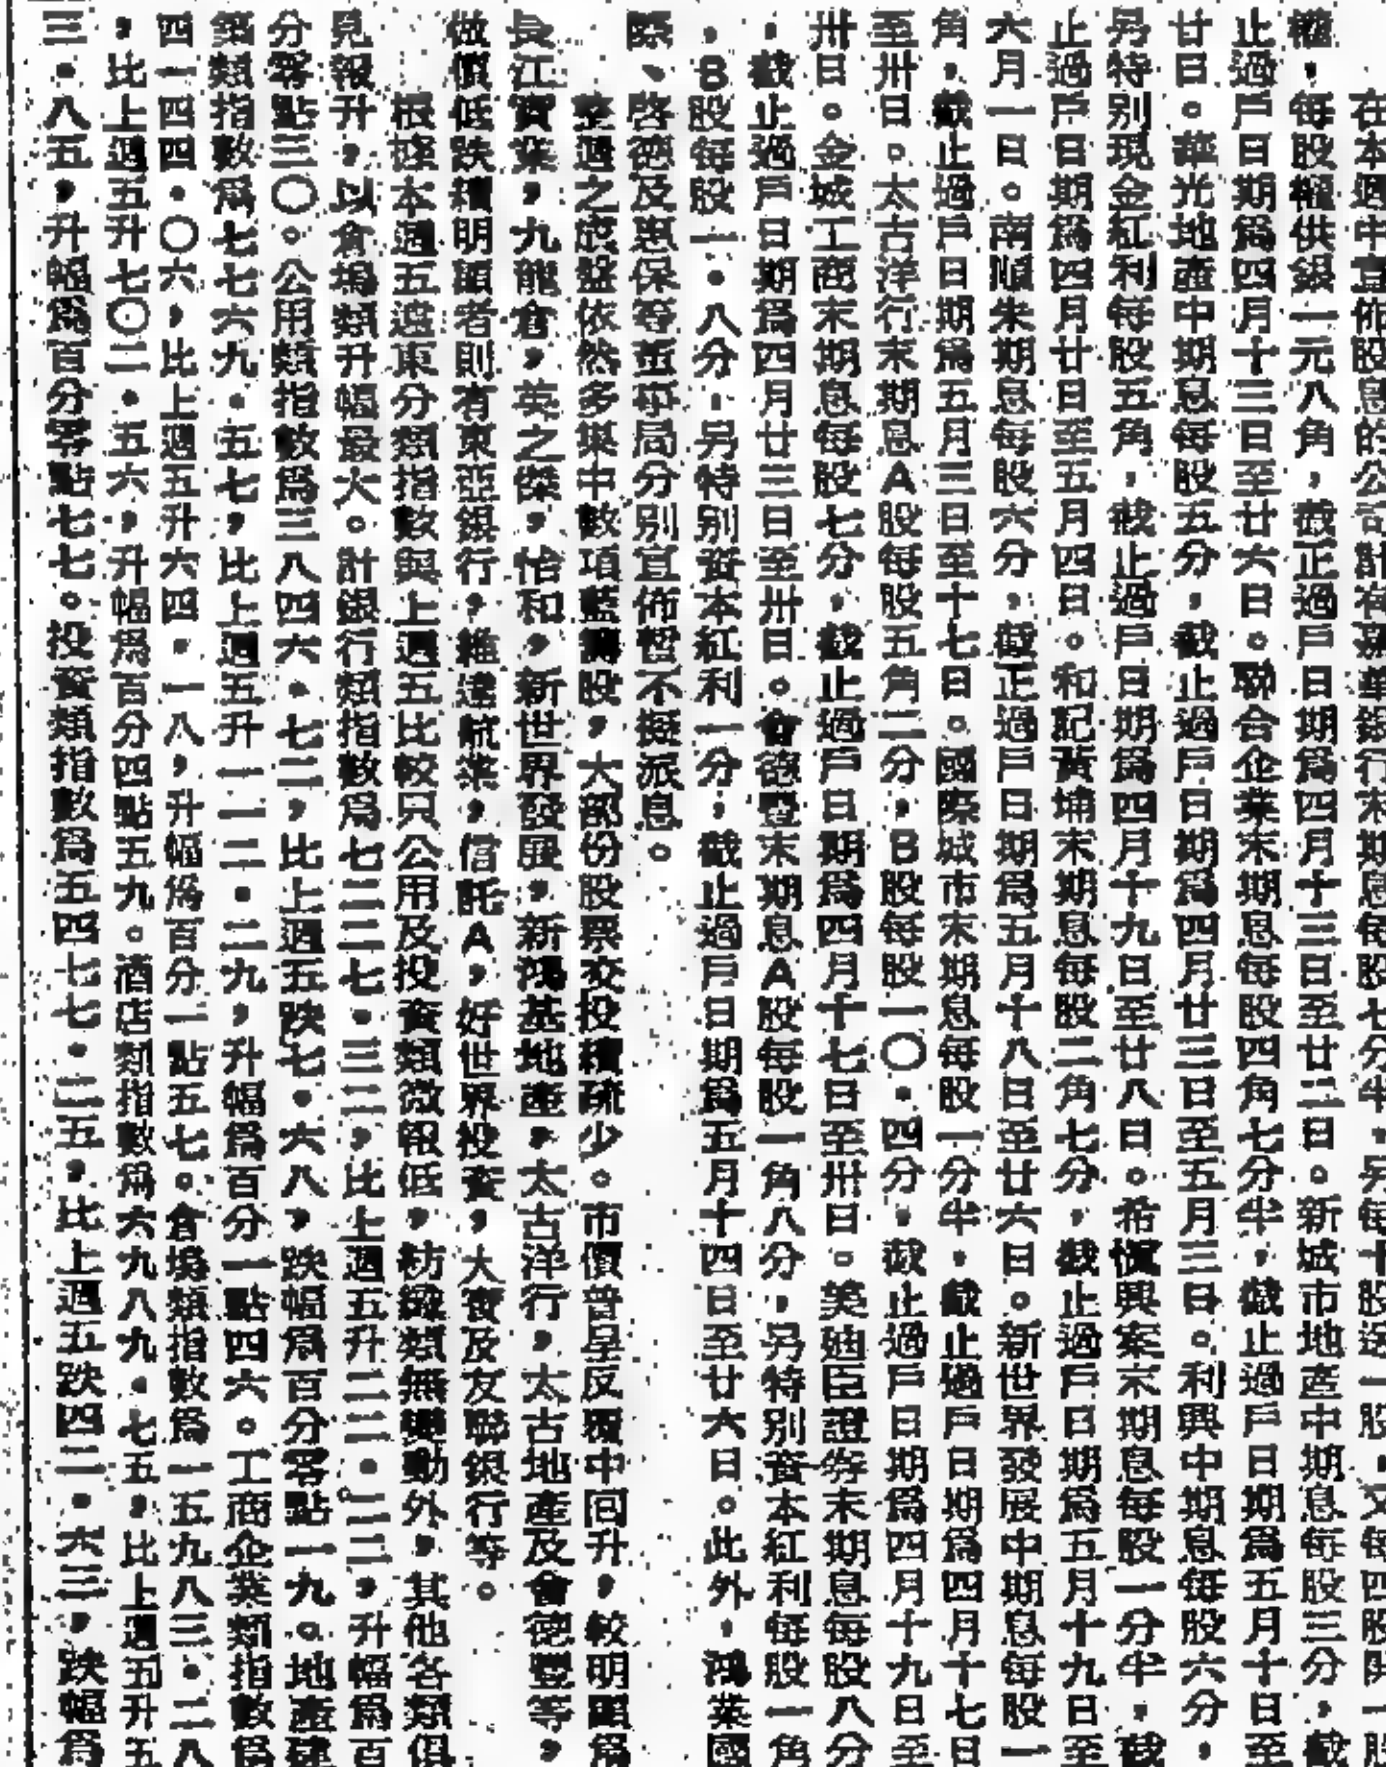 在本週中宣佈股息的公司計有 華銀行末期息每股七分半，另每十股送一股，又每四股供一股
權，每股權供銀一元八角，截止過戶日期爲四月十三日至廿二日。新城市地產中期息每股三分，截
止過戶日期爲四月十三日至廿六日。聯合企業末期息每股四角七分半，截止過戶日期爲五月十日至
廿日。華光地產中期息每股五分，截止過戶日期爲四月廿三日至五月三日。利興中期息每股六分，
另特別現金紅利每股五角，截止過戶日期爲四月十九日至廿八日。希慎興業末期息每股一分半，截
止過戶日期爲四月廿日至五月四日。和記黃埔末期息每股二角七分，截止過戶日期爲五月十九日至
六月一日。南順朱期息每股六分，截正過戶日期爲五月十八日至廿六日。新世界發展中期息每股一
角，截止過戶日期爲五月三日至十七日。國際城市末期息每股一分半，截止過戶日期爲四月十七日
至卅日。太古洋行末期息A股每股五角二分，B股每股一〇．四分，截止過戶日期爲四月十九日至
卅日。金城工商末期息每股七分，截止過戶日期爲四月十七日至卅日。美廸臣證券末期息每股八分
，截止過戶日期爲四月廿三日至卅日。會德豐末期息A股每股一角八分，另特別資本紅利每股一角
，B股每股一．八分，另特別資本紅利一分，截止過戶日期爲五月十四日至廿六日。此外，鴻業國
際、啓德及惠保等董事局分別宣佈暫不擬派息。
整週之成盤依然多集中數項藍籌股，大部份股票交投續疏少。市價普呈反覆中回升，較明顯爲
長江實業，九龍倉，英之傑，怡和，新世界發展，新鴻基地產，太古洋行，太古地產及會德豐等，
做價低跌續明顯者則有東亞銀行，維達航業，信託A，好世界投資，大寶及友聯銀行等。
根據本週五遠東分類指數與上週五比較只公用及投資類微報低，紡織類無變動外，其他各類俱
見報升，以倉塢類升幅最大。計銀行類指數爲七二二七．三二，比上週五升二二．二三，升幅爲百
分零點三〇。公用類指數爲三八四六．七二，比上週五跌七．六八，跌幅爲百分零點一九。地產建
築類指數爲七七六九．五七，比上週五升一一二．二九，升幅爲百分一點四六。工商企業類指數爲
四一四四．〇六，比上週五升六四．一八，升幅爲百分一點五七。倉塢類指數爲一五九八三．二八
，比上週五升七〇二．五六，升幅爲百分四點五九。酒店類指數爲六九八九．七五，比上週五升五
三．八五，升幅爲百分零點七七。投資類指數爲五四七七．二五，比上週五跌四二．六三，跌幅爲